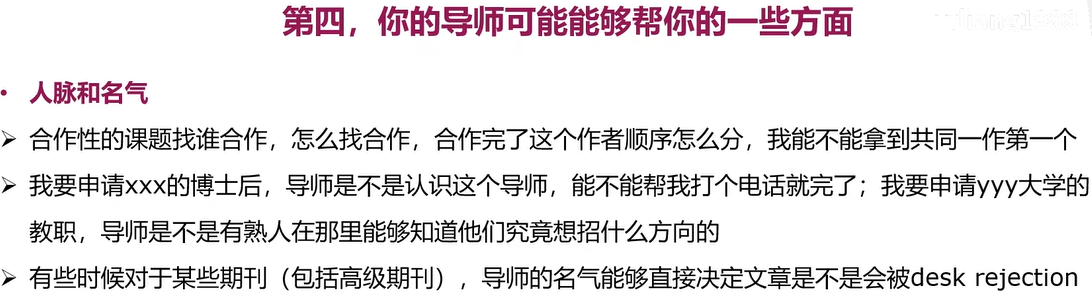 第四，你的导师可能能够帮你的一些方面
• 人脉和名气
➢ 合作性的课题找谁合作，怎么找合作，合作完了这个作者顺序怎么分，我能不能拿到共同一作第一个
➢ 我要申请xxx的博士后，导师是不是认识这个导师，能不能帮我打个电话就完了；我要申请yyy大学的
教职，导师是不是有熟人在那里能够知道他们究竟想招什么方向的
➢ 有些时候对于某些期刊（包括高级期刊），导师的名气能够直接决定文章是不是会被desk rejection